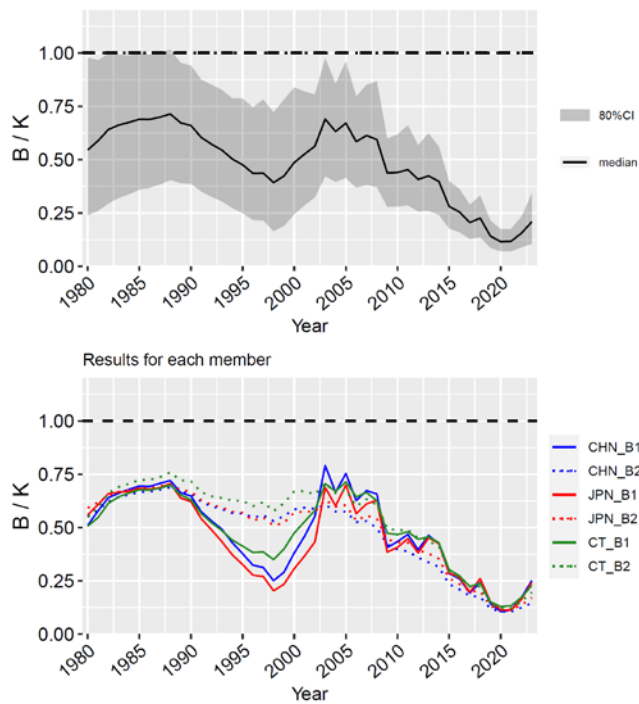 1.00
0.75
0.50
0.25
0.00
B / K
1980
1985
1990
1995
2000
2005
2010
2015
2020
Year
80%CI
median
Results for each member
1.00
0.75
0.50
0.25
0.00
B / K
1980
1985
1990
1995
2000
2005
2010
2015
2020
Year
CHN_B1
CHN_B2
JPN_B1
JPN_B2
CT_B1
CT_B2